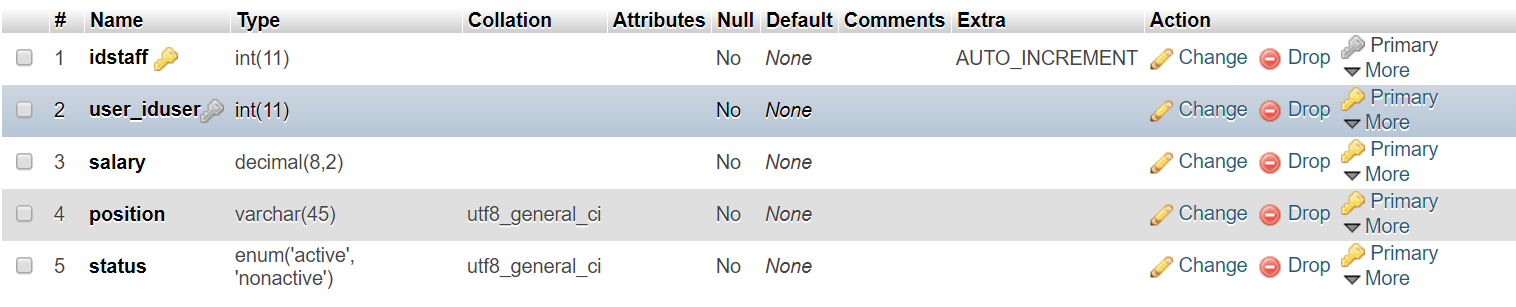 # Name Type Collation Attributes Null Default Comments Extra Action
1 idstaff int(11) No None AUTO_INCREMENT Change Drop Primary
More
2 user_iduser int(11) No None Change Drop Primary
More
3 salary decimal(8,2) No None Change Drop Primary
More
4 position varchar(45) utf8_general_ci No None Change Drop Primary
More
5 status enum('active', utf8_general_ci No None Change Drop Primary
'nonactive') More